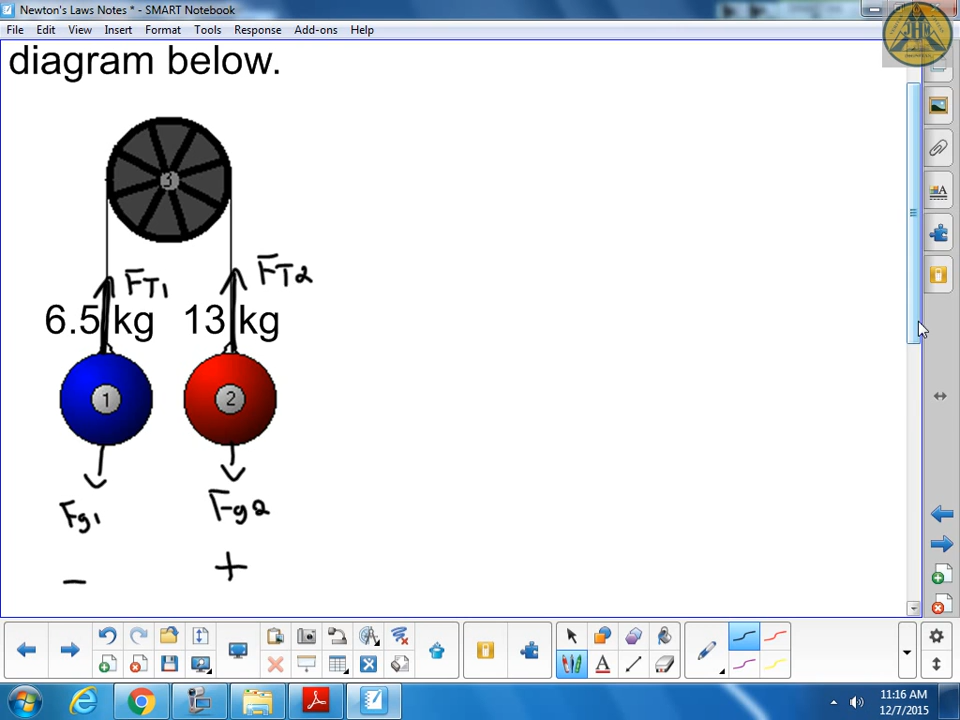 Newton's Laws Notes * - SMART Notebook
File Edit View Insert Format Tools Response Add-ons Help
JHM
diagram below.
3
FT1 FT2
6.5 kg 13 kg
1 2
Fg1 Fg2
- +
11:16 AM
12/7/2015